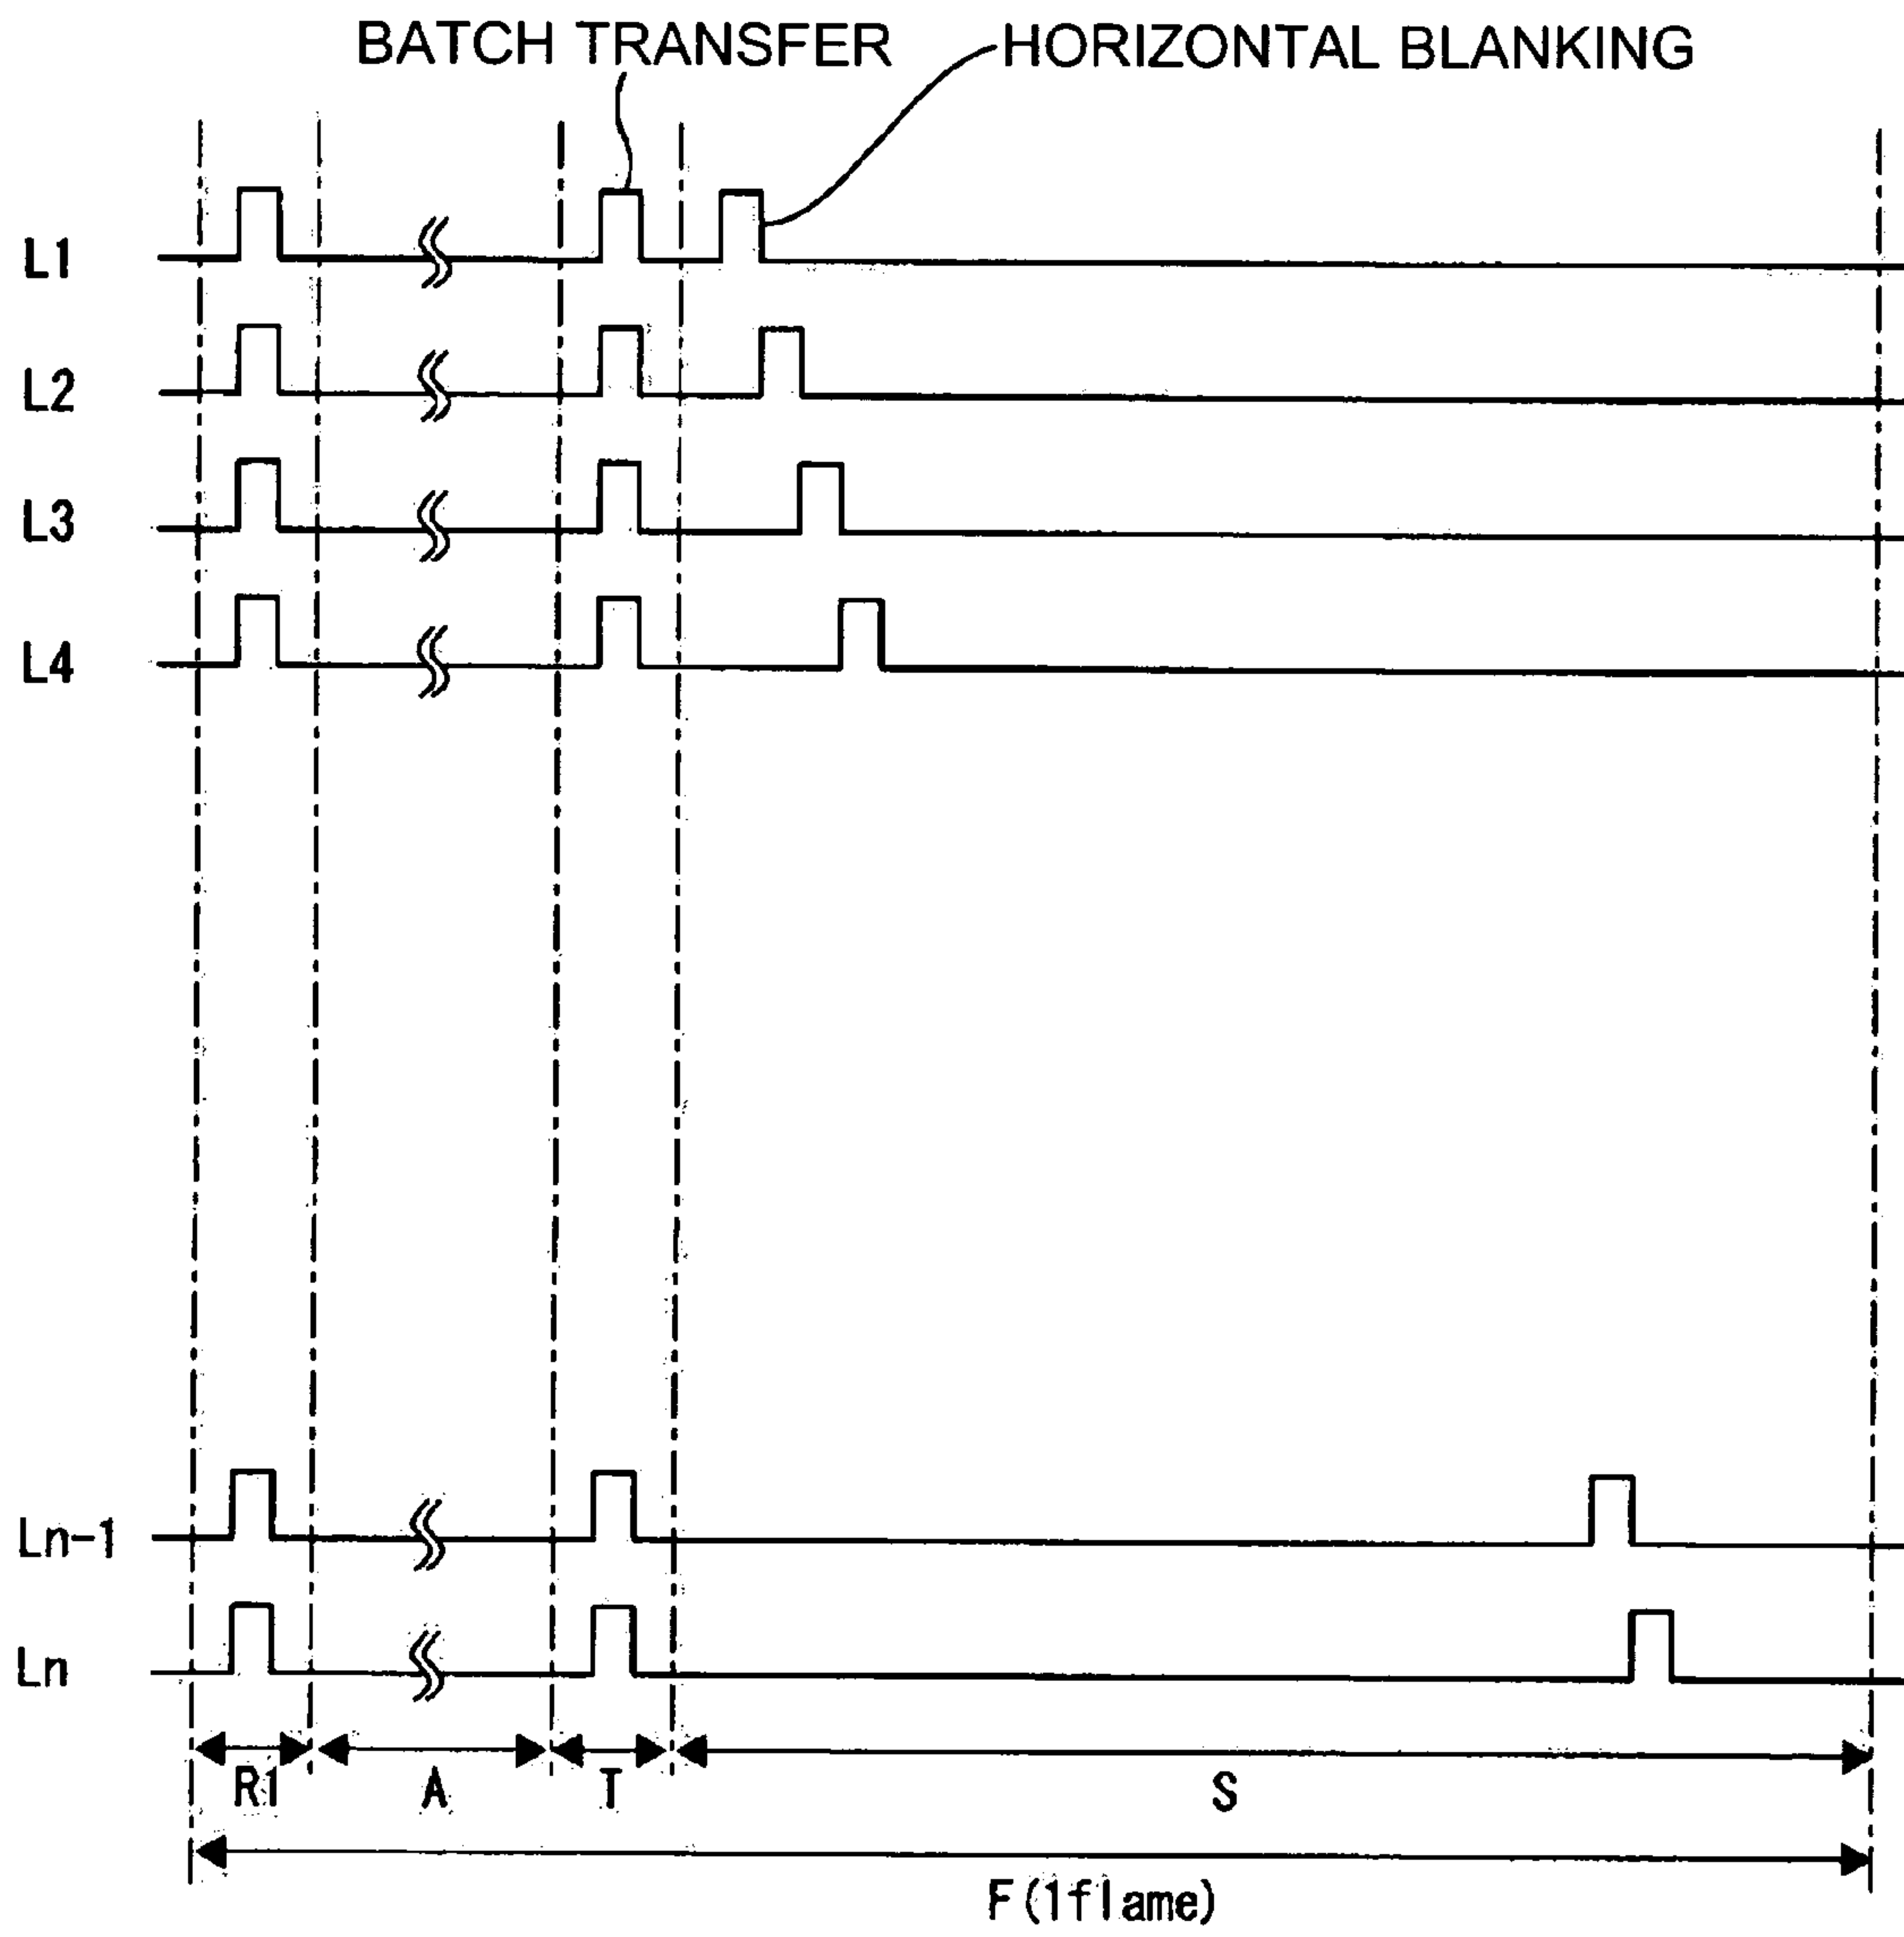 BATCH TRANSFER
HORIZONTAL BLANKING
L1
L2
L3
L4
Ln-1
Ln
R1
A
T
S
F(1flame)